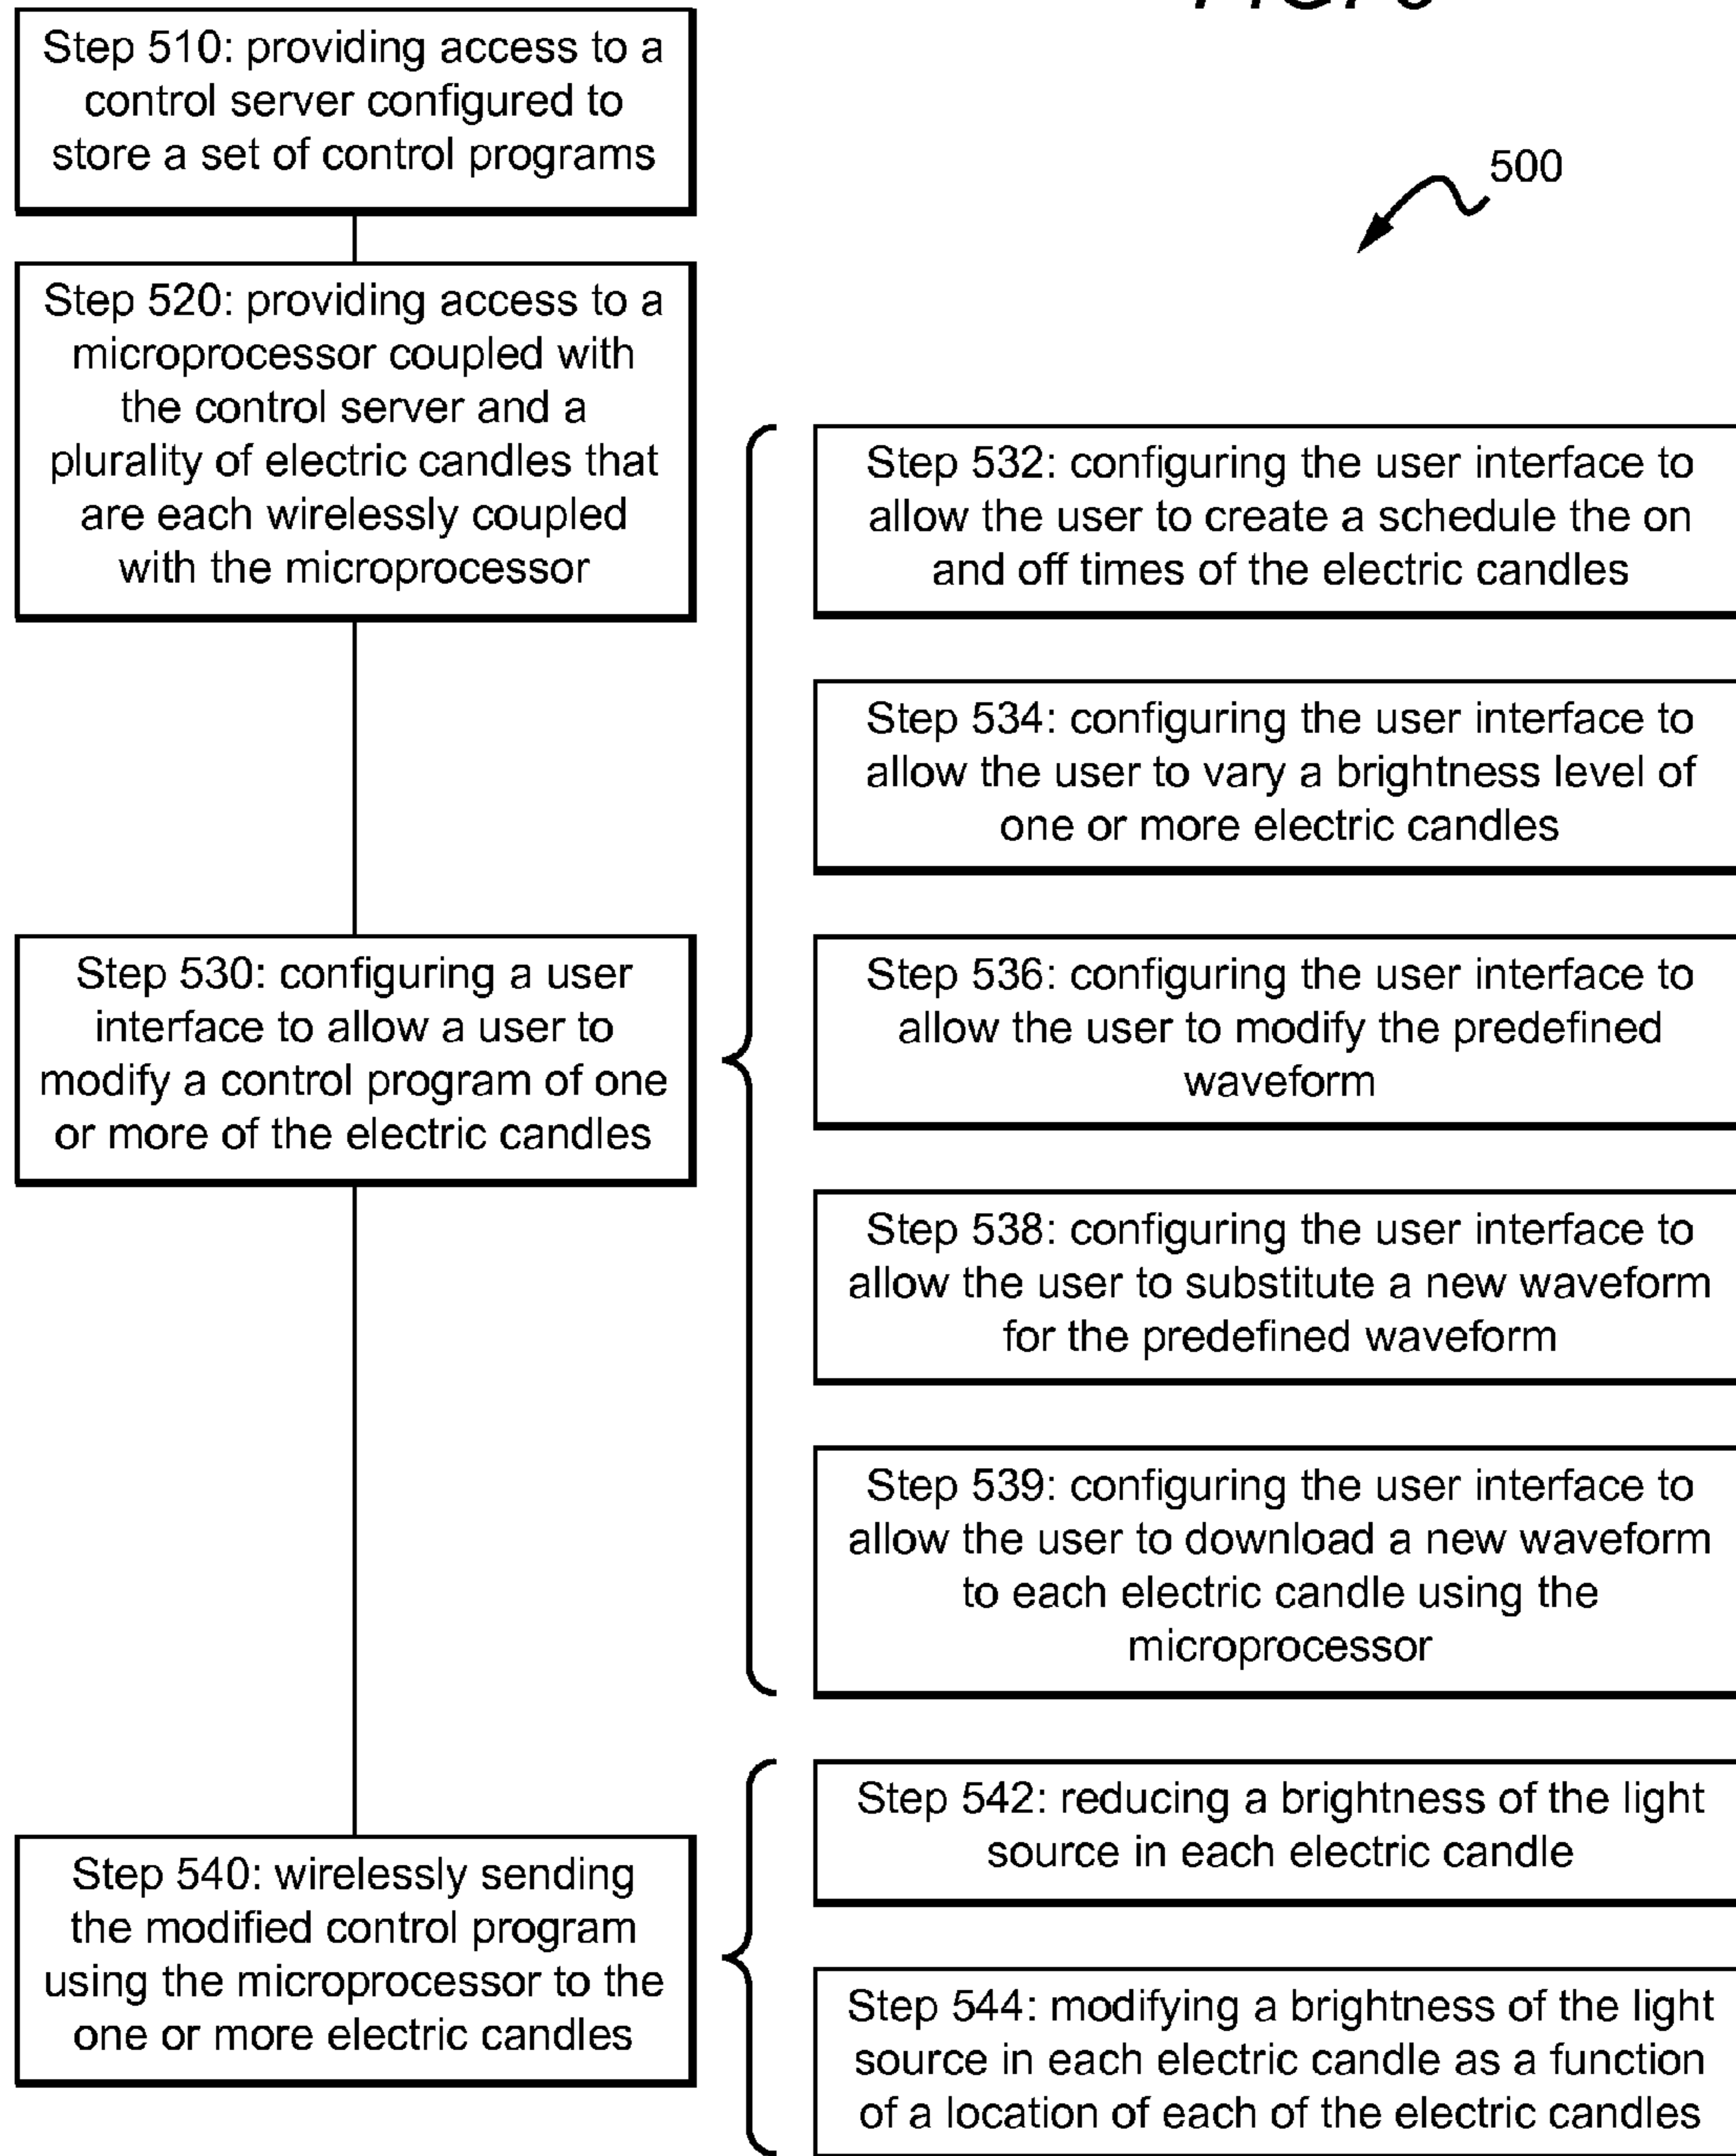 Step 510: providing access to a
control server configured to
store a set of control programs
500
Step 520: providing access to a
microprocessor coupled with
the control server and a
plurality of electric candles that
are each wirelessly coupled
with the microprocessor
Step 530: configuring a user
interface to allow a user to
modify a control program of one
or more of the electric candles
Step 532: configuring the user interface to
allow the user to create a schedule the on
and off times of the electric candles
Step 534: configuring the user interface to
allow the user to vary a brightness level of
one or more electric candles
Step 536: configuring the user interface to
allow the user to modify the predefined
waveform
Step 538: configuring the user interface to
allow the user to substitute a new waveform
for the predefined waveform
Step 539: configuring the user interface to
allow the user to download a new waveform
to each electric candle using the
microprocessor
Step 540: wirelessly sending
the modified control program
using the microprocessor to the
one or more electric candles
Step 542: reducing a brightness of the light
source in each electric candle
Step 544: modifying a brightness of the light
source in each electric candle as a function
of a location of each of the electric candles